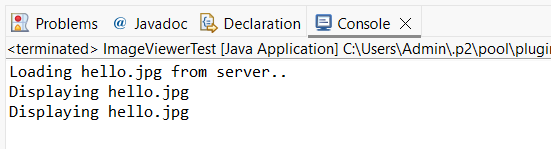 Problems @ Javadoc Declaration Console
<terminated> ImageViewerTest [Java Application] C:\Users\Admin\.p2\pool\plugin
Loading hello.jpg from server..
Displaying hello.jpg
Displaying hello.jpg